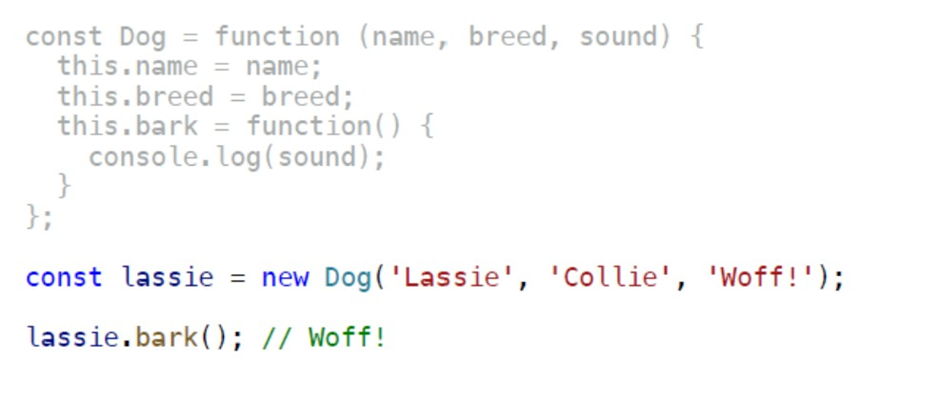 const Dog = function (name, breed, sound) {
  this.name = name;
  this.breed = breed;
  this.bark = function() {
    console.log(sound);
  }
};
const lassie = new Dog('Lassie', 'Collie', 'Woff!');
lassie.bark(); // Woff!